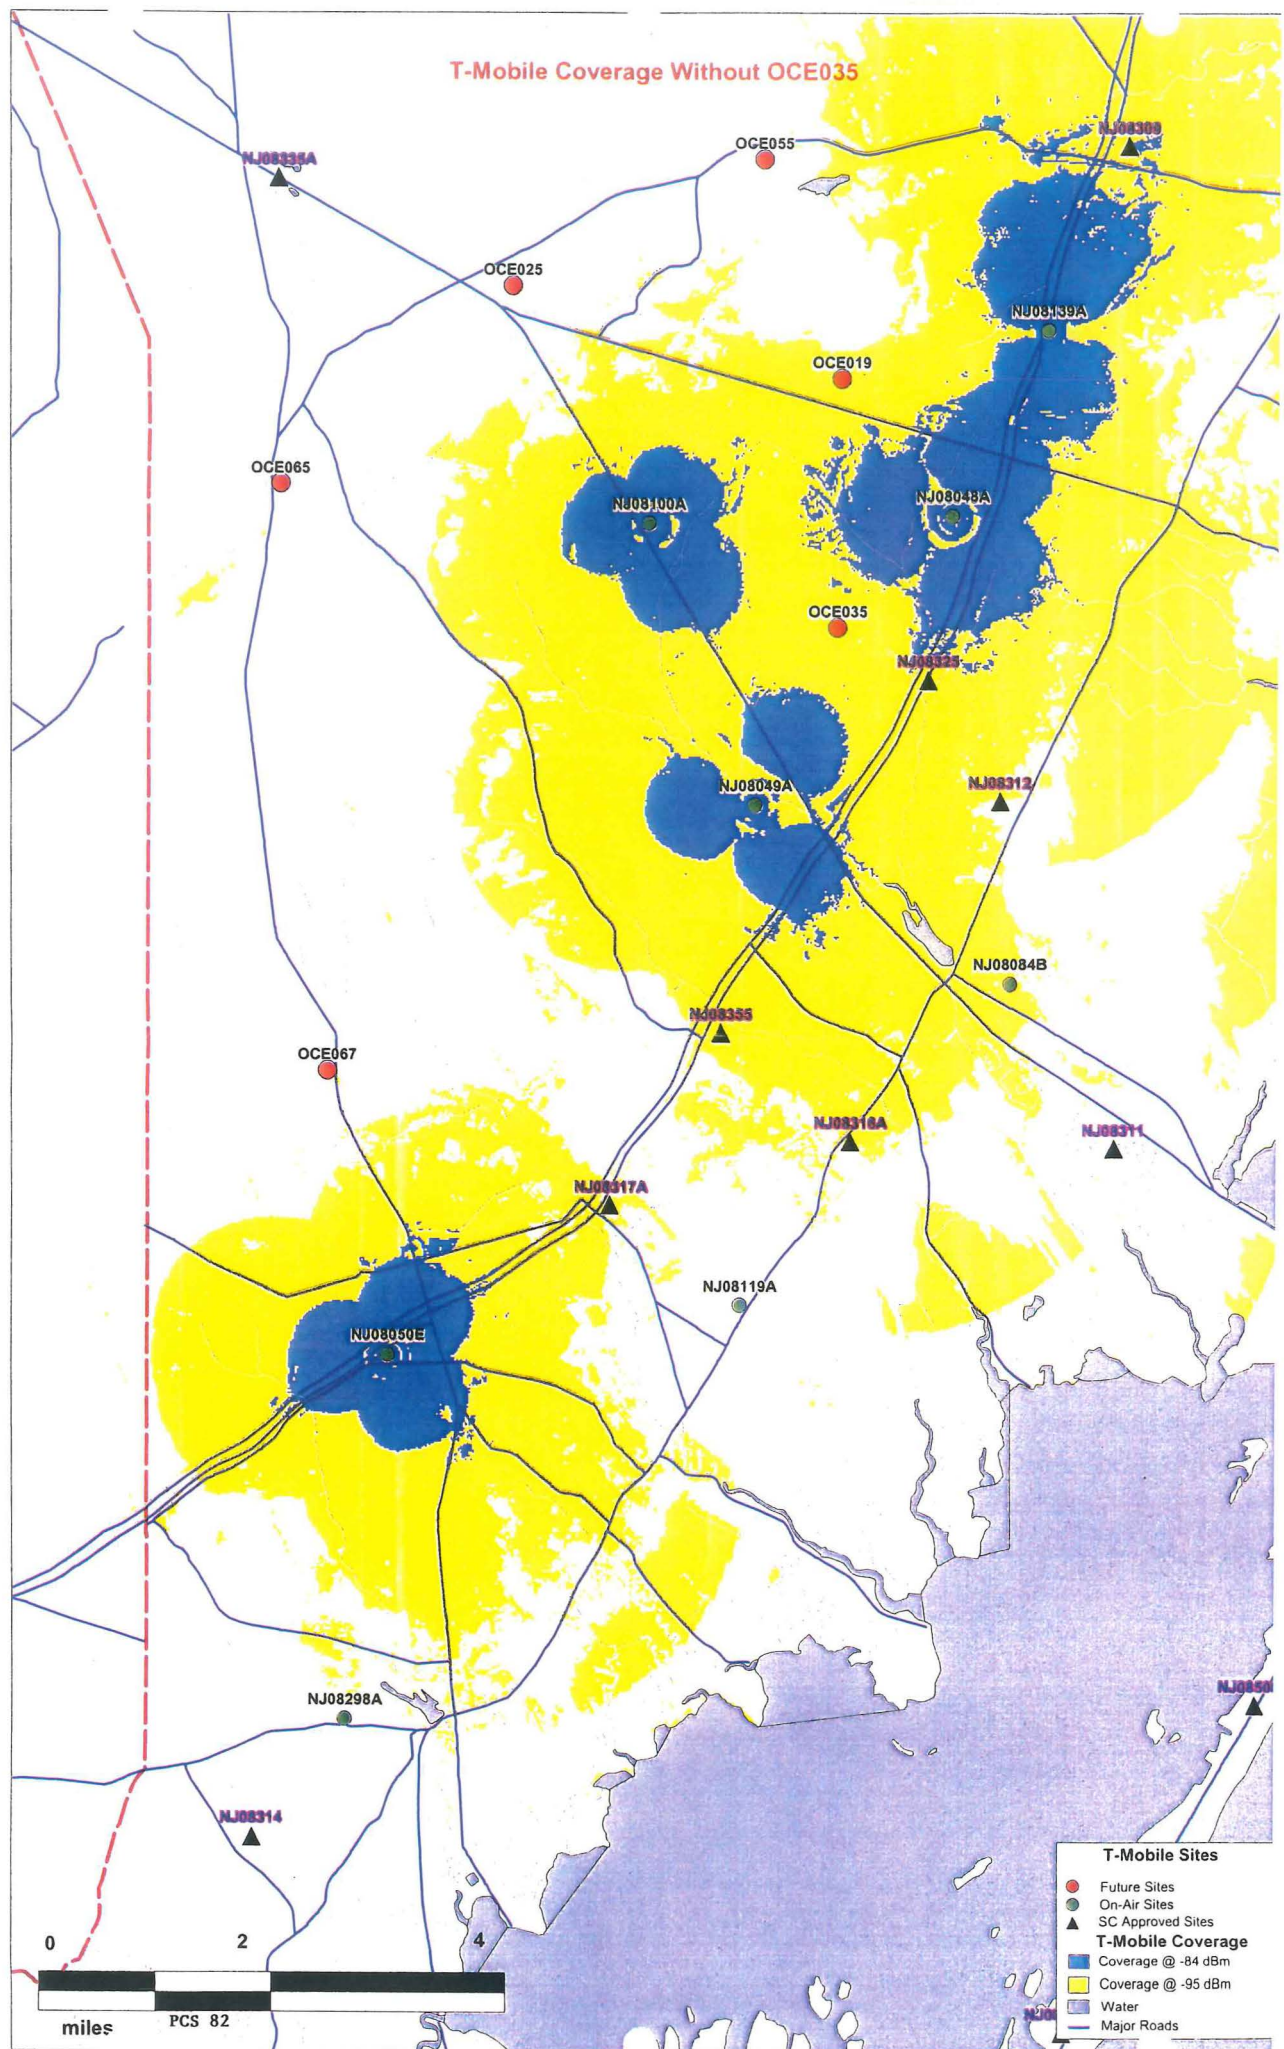 T-Mobile Coverage Without OCE035
NJ08309
OCE055
NJ08335A
OCE025
NJ08139A
OCE019
OCE065
NJ08100A
NJ08048A
OCE035
NJ08325
NJ08049A
NJ08312
NJ08084B
NJ08355
OCE067
NJ08316A
NJ08311
NJ08317A
NJ08119A
NJ08050E
NJ08298A
NJ08314
T-Mobile Sites
Future Sites
On-Air Sites
SC Approved Sites
T-Mobile Coverage
Coverage @ -84 dBm
Coverage @ -95 dBm
Water
Major Roads
0 2 4
miles
PCS 82